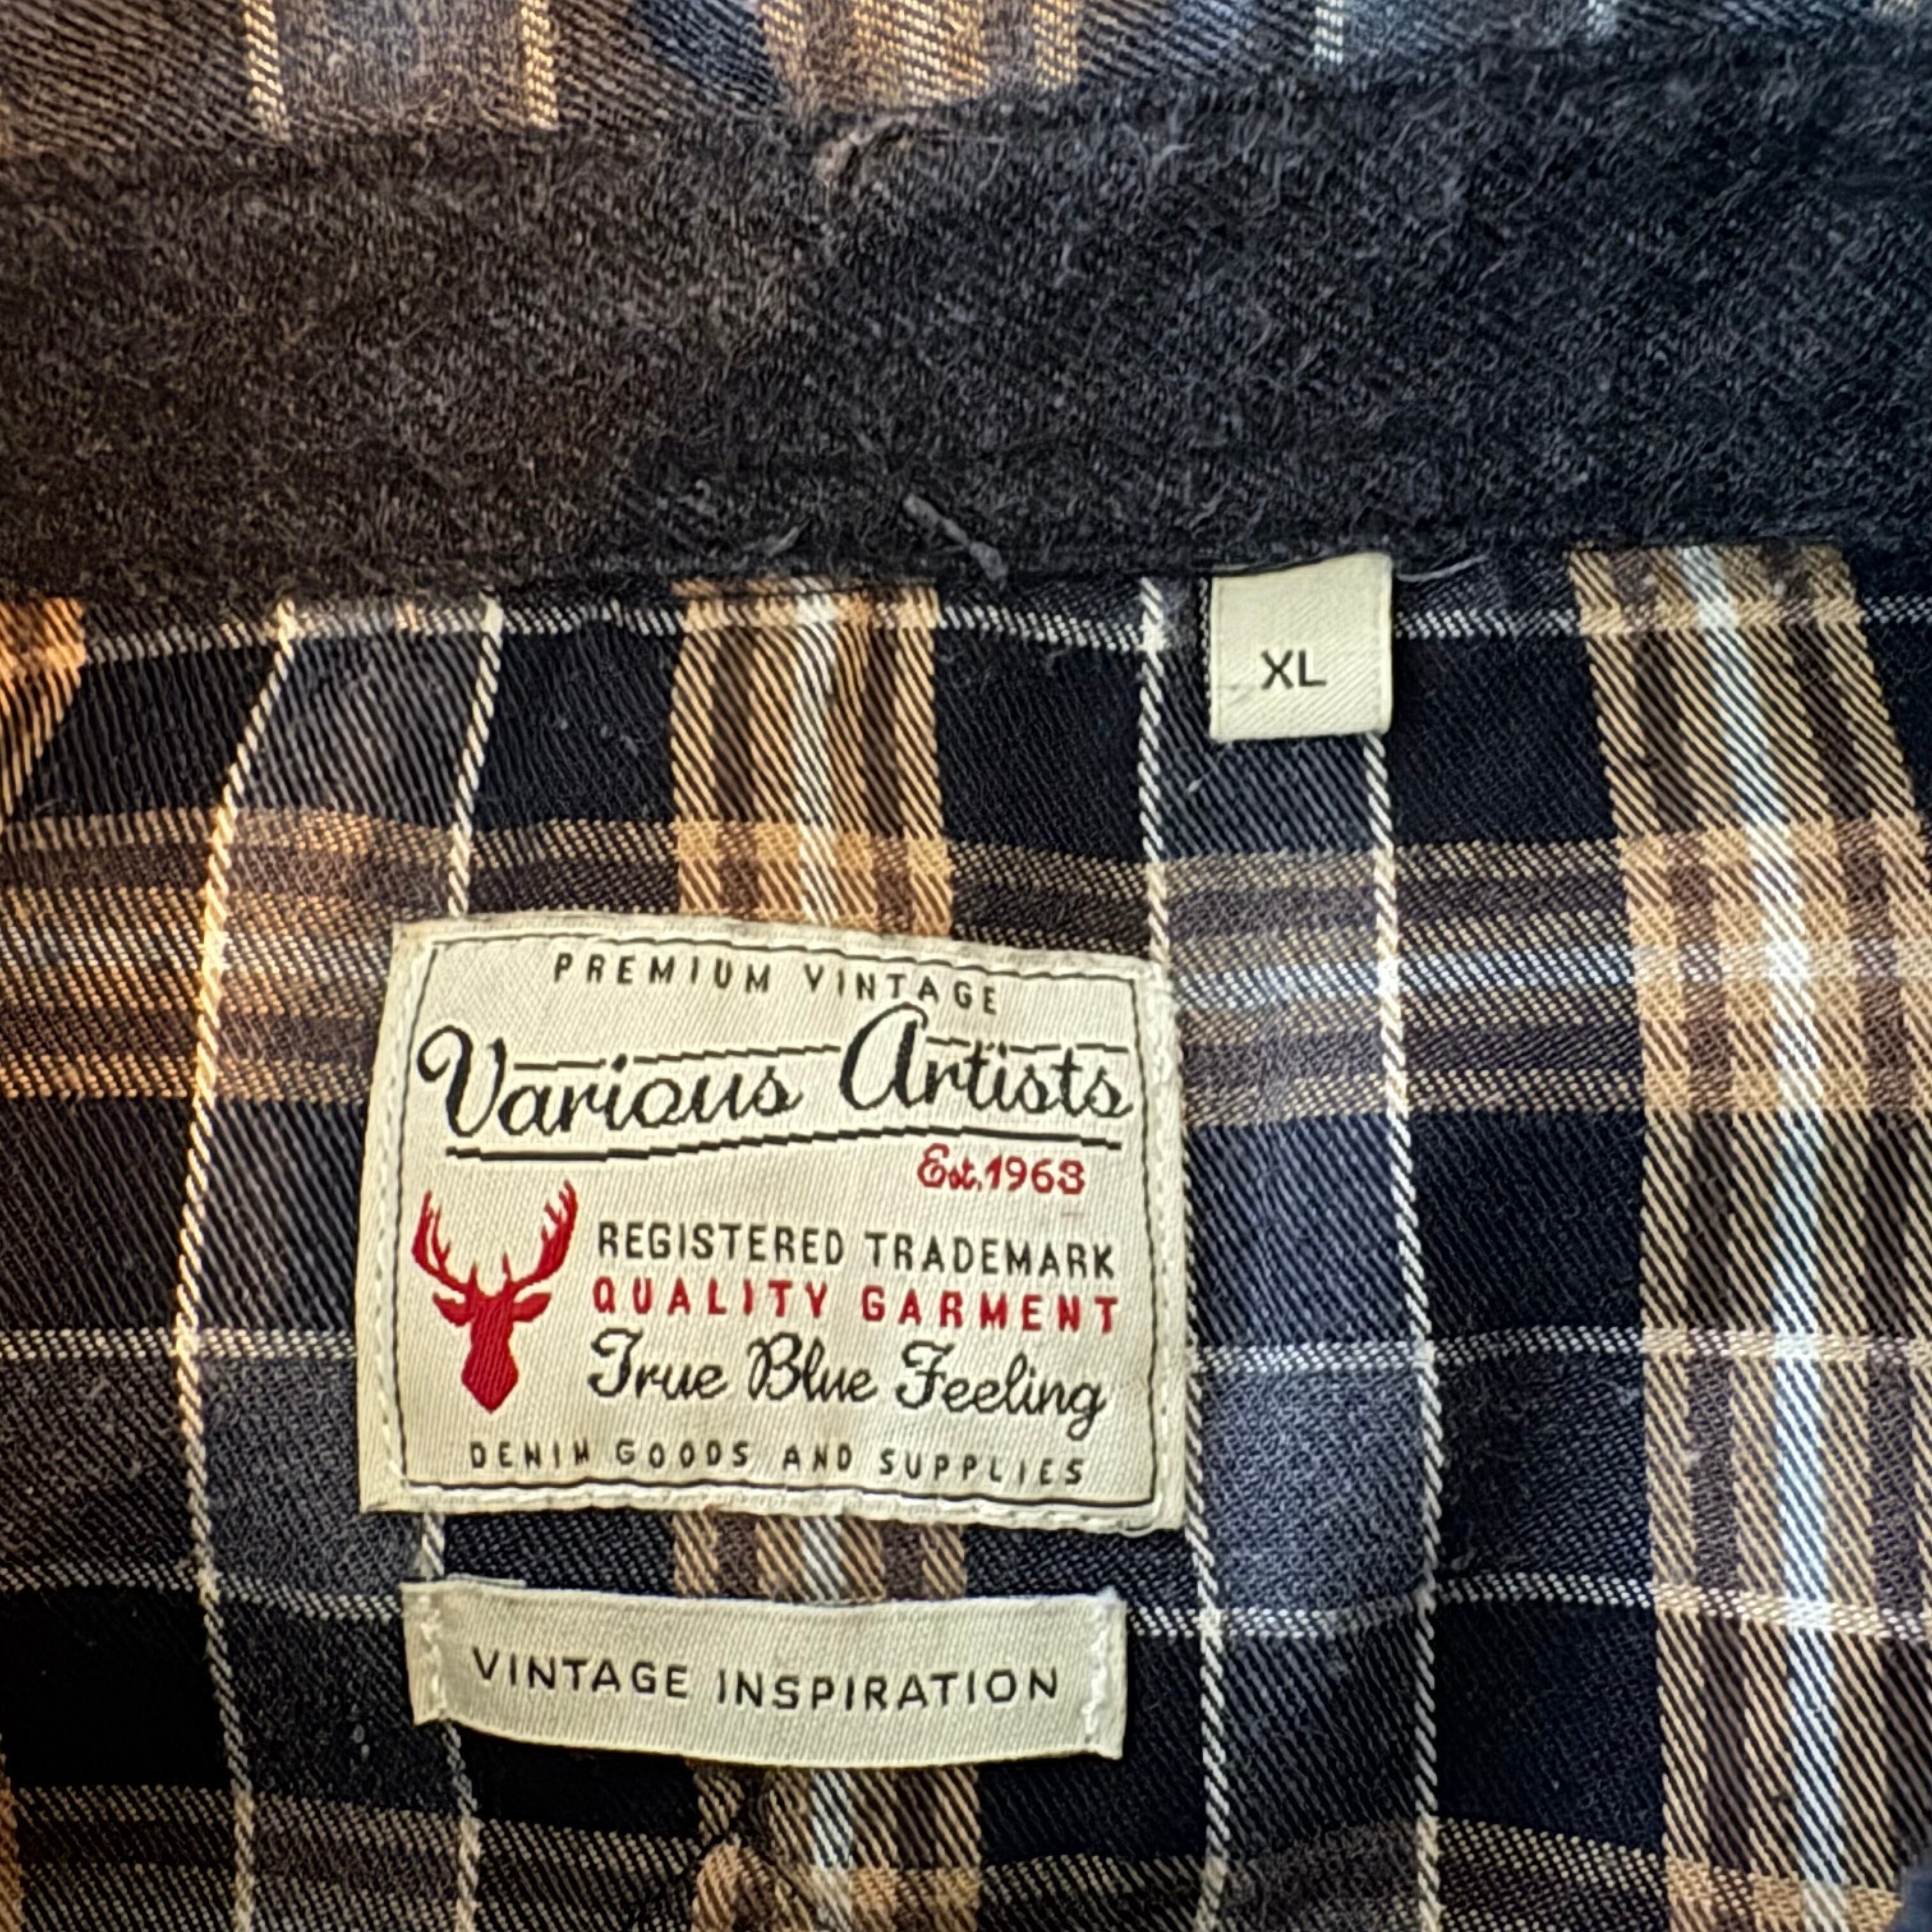 XL
PREMIUM VINTAGE
Various Artists
Est.1963
REGISTERED TRADEMARK
QUALITY GARMENT
True Blue Feeling
DENIM GOODS AND SUPPLIES
VINTAGE INSPIRATION